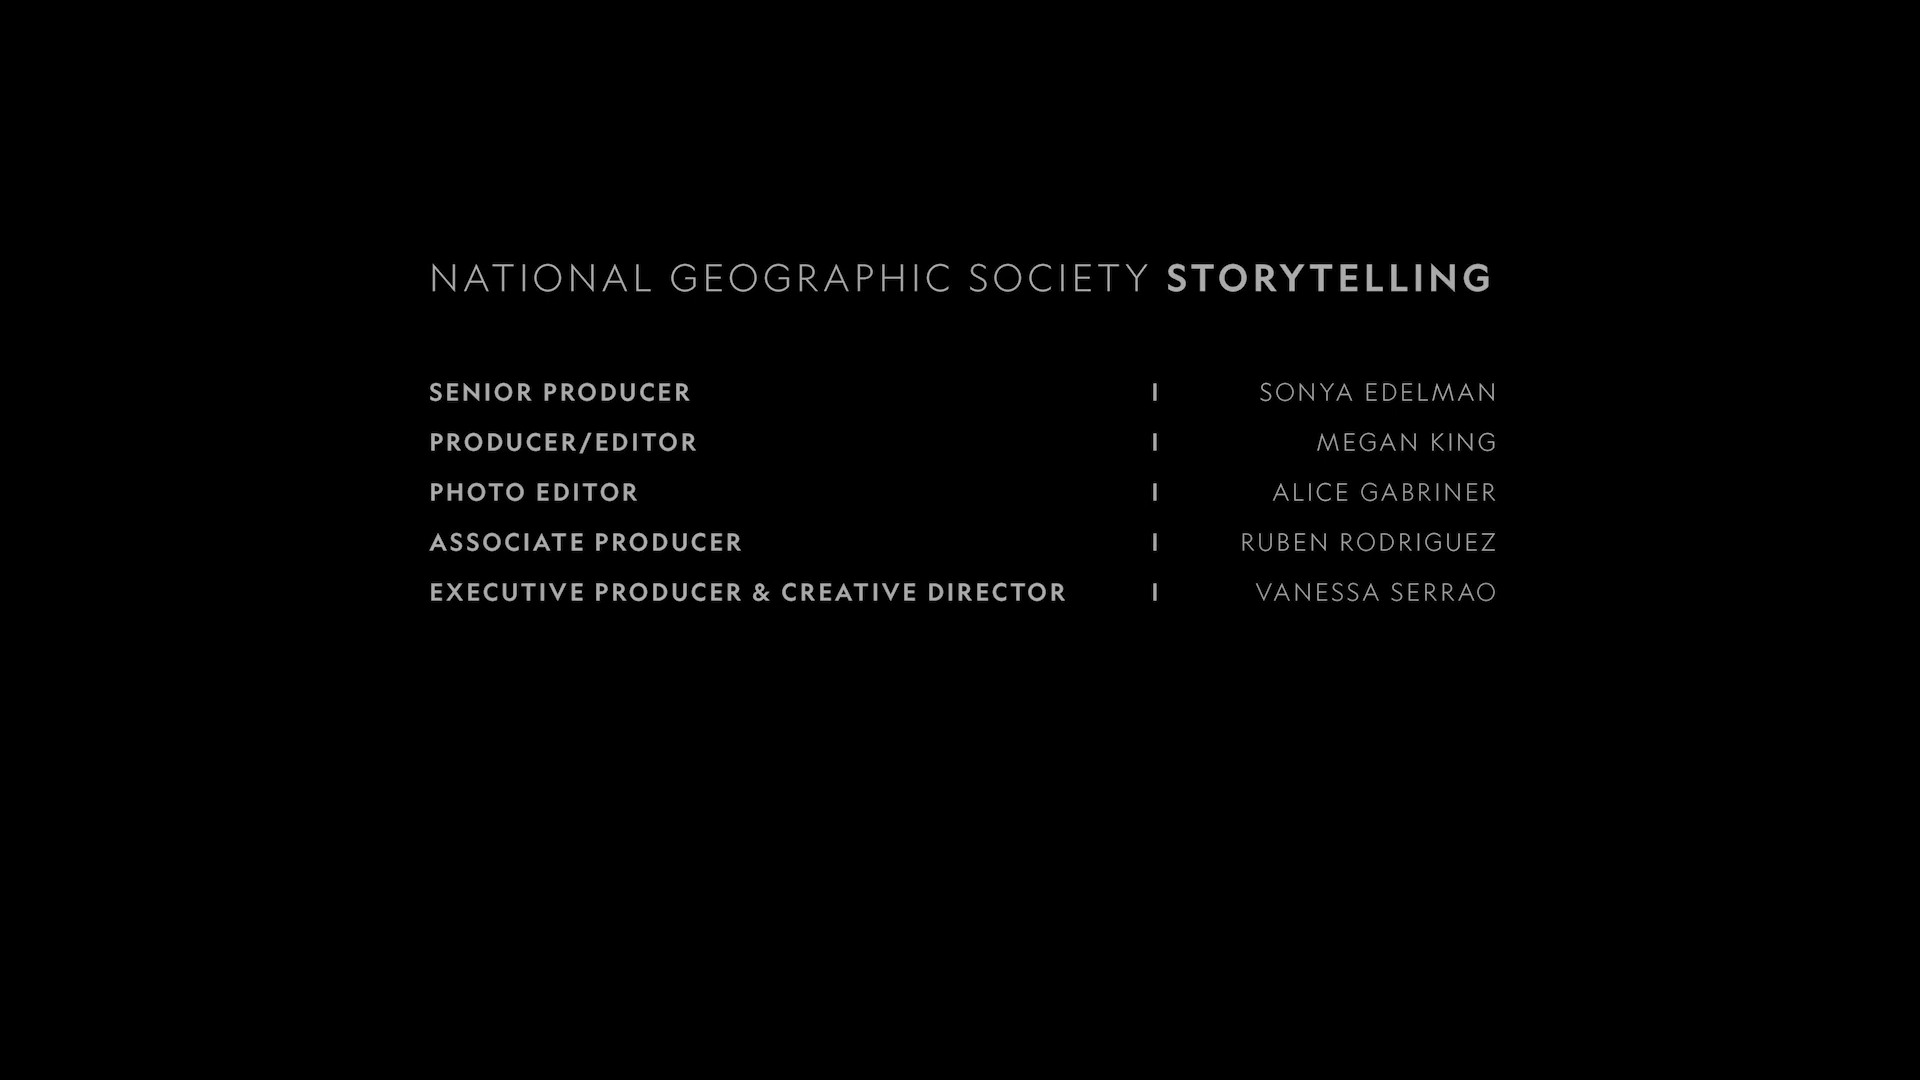 NATIONAL GEOGRAPHIC SOCIETY STORYTELLING
SENIOR PRODUCER | SONYA EDELMAN
PRODUCER/EDITOR | MEGAN KING
PHOTO EDITOR | ALICE GABRINER
ASSOCIATE PRODUCER | RUBEN RODRIGUEZ
EXECUTIVE PRODUCER & CREATIVE DIRECTOR | VANESSA SERRAO